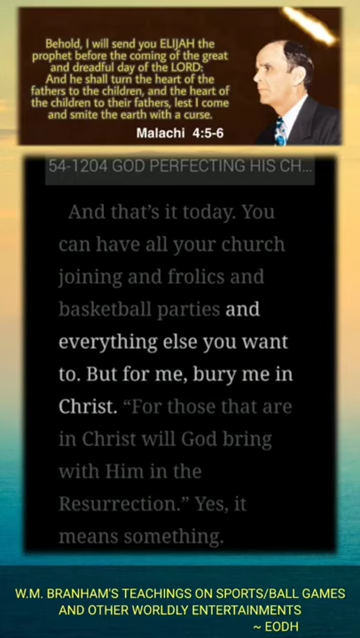 Behold, I will send you ELIJAH the
prophet before the coming of the great
and dreadful day of the LORD:
And he shall turn the heart of the
fathers to the children, and the heart of
the children to their fathers, lest I come
and smite the earth with a curse.
Malachi 4:5-6
54-1204 GOD PERFECTING HIS CH...
And that's it today. You
can have all your church
joining and frolics and
basketball parties and
everything else you want
to. But for me, bury me in
Christ. “For those that are
in Christ will God bring
with Him in the
Resurrection.” Yes, it
means something.
W.M. BRANHAM'S TEACHINGS ON SPORTS/BALL GAMES
AND OTHER WORLDLY ENTERTAINMENTS
~ EODH